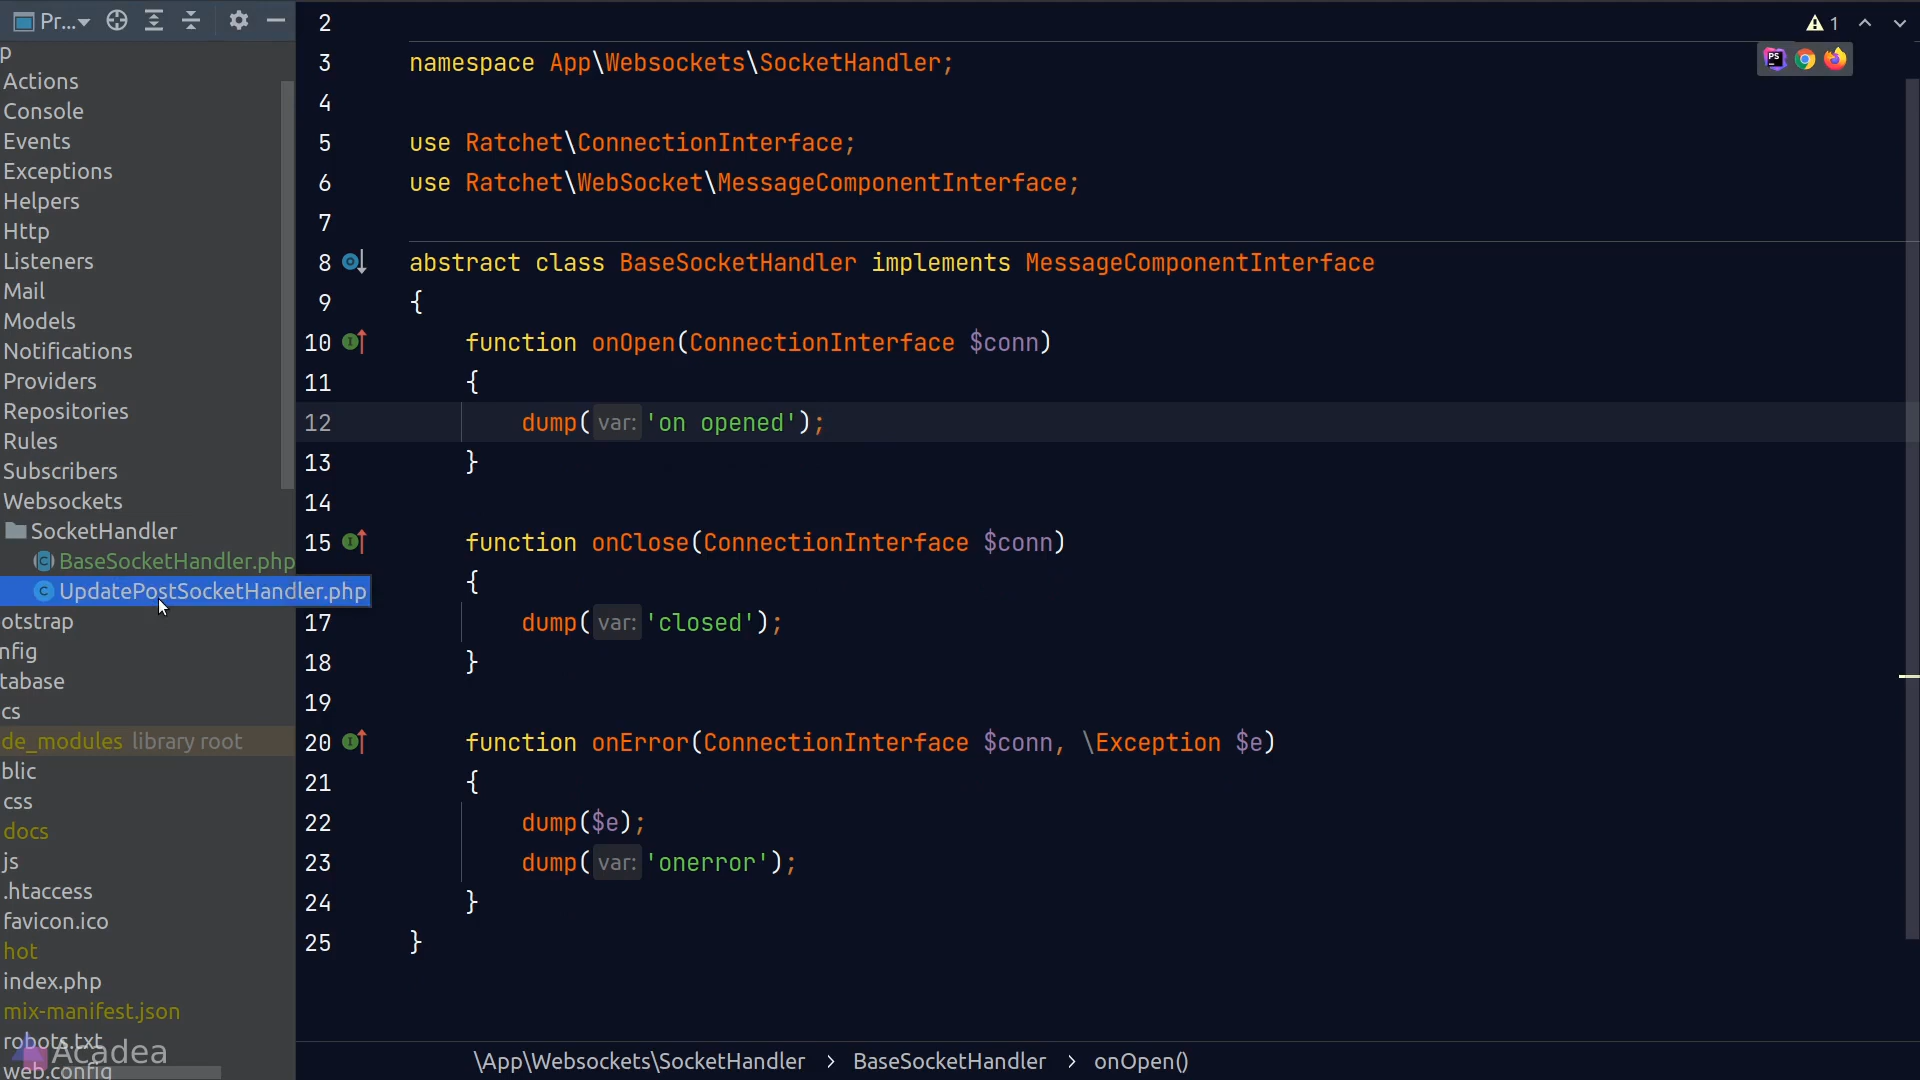 Pr...
p
Actions
Console
Events
Exceptions
Helpers
Http
Listeners
Mail
Models
Notifications
Providers
Repositories
Rules
Subscribers
Websockets
SocketHandler
BaseSocketHandler.php
UpdatePostSocketHandler.php
otstrap
nfig
tabase
cs
de_modules library root
blic
css
docs
js
.htaccess
favicon.ico
hot
index.php
mix-manifest.json
robots.txt
web.config
Acadea
1
PS
2
3 namespace App\Websockets\SocketHandler;
4
5 use Ratchet\ConnectionInterface;
6 use Ratchet\WebSocket\MessageComponentInterface;
7
8 abstract class BaseSocketHandler implements MessageComponentInterface
9 {
10 function onOpen(ConnectionInterface $conn)
11 {
12 dump( var: 'on opened');
13 }
14
15 function onClose(ConnectionInterface $conn)
{
17 dump( var: 'closed');
18 }
19
20 function onError(ConnectionInterface $conn, \Exception $e)
21 {
22 dump($e);
23 dump( var: 'onerror');
24 }
25 }
\App\Websockets\SocketHandler > BaseSocketHandler > onOpen()